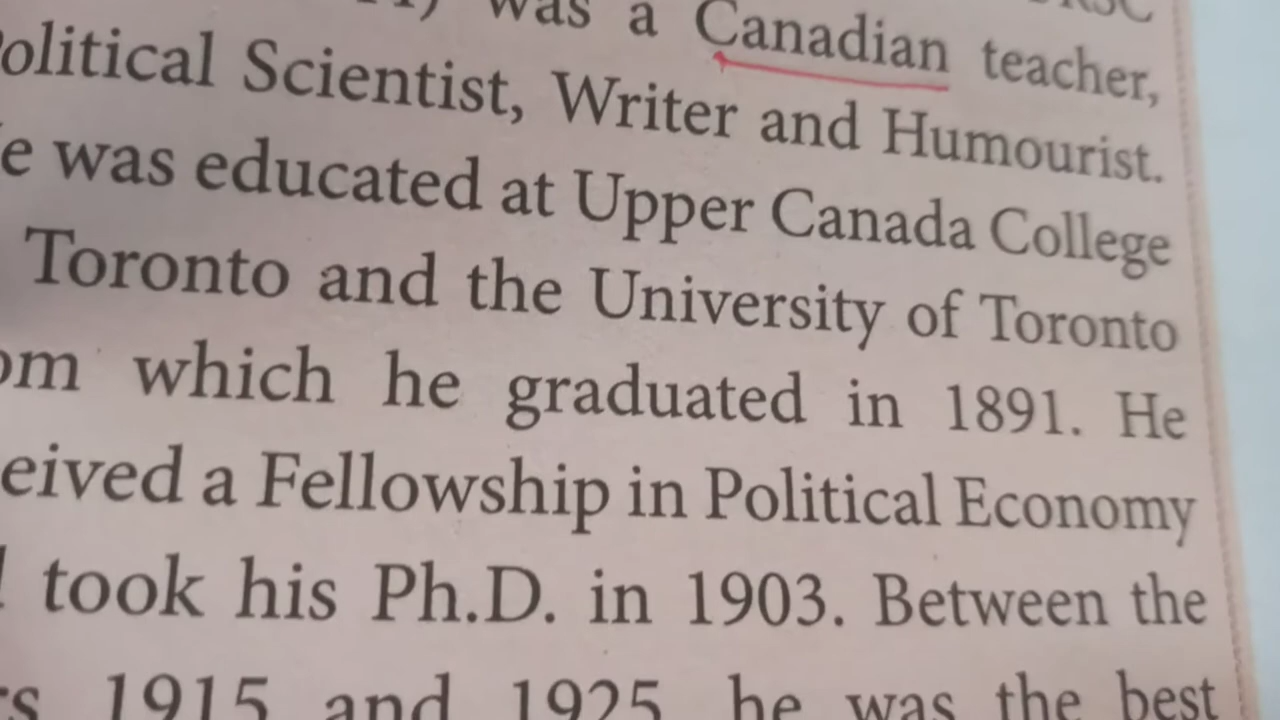 was a Canadian teacher,
olitical Scientist, Writer and Humourist.
e was educated at Upper Canada College
Toronto and the University of Toronto
om which he graduated in 1891. He
eived a Fellowship in Political Economy
took his Ph.D. in 1903. Between the
rs 1915 and 1925, he was the best